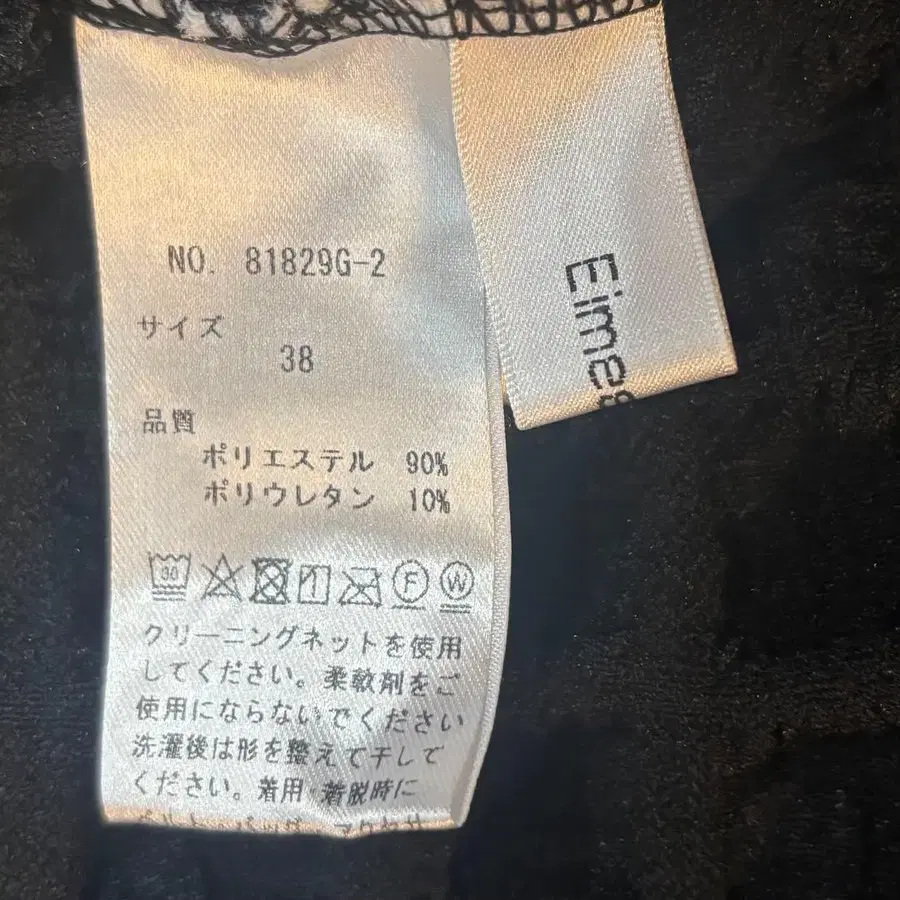 NO. 81829G-2
サイズ
38
品質
ポリエステル 90%
ポリウレタン 10%
30
F
W
クリーニングネットを使用
してください。柔軟剤をご
使用にならないでください
洗濯後は形を整えて干して
ください。着用・着脱時に
Eime